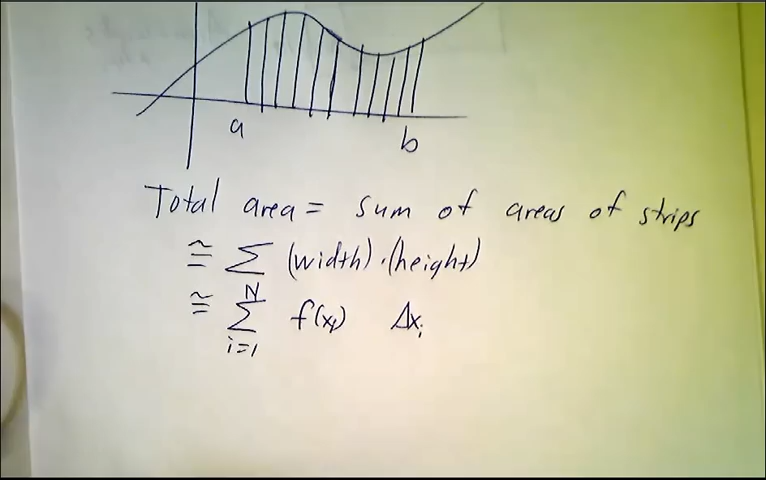 a b
Total area = sum of areas of strips
≅ Σ (width) · (height)
≅ Σ_{i=1}^{N} f(x_i) Δx_i